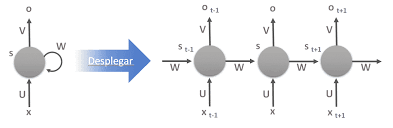 o
V
s
W
U
x
Desplegar
o t-1
V
s t-1
W
U
x t-1
o
V
s
W
U
x
o t+1
V
s t+1
W
W
U
x t+1